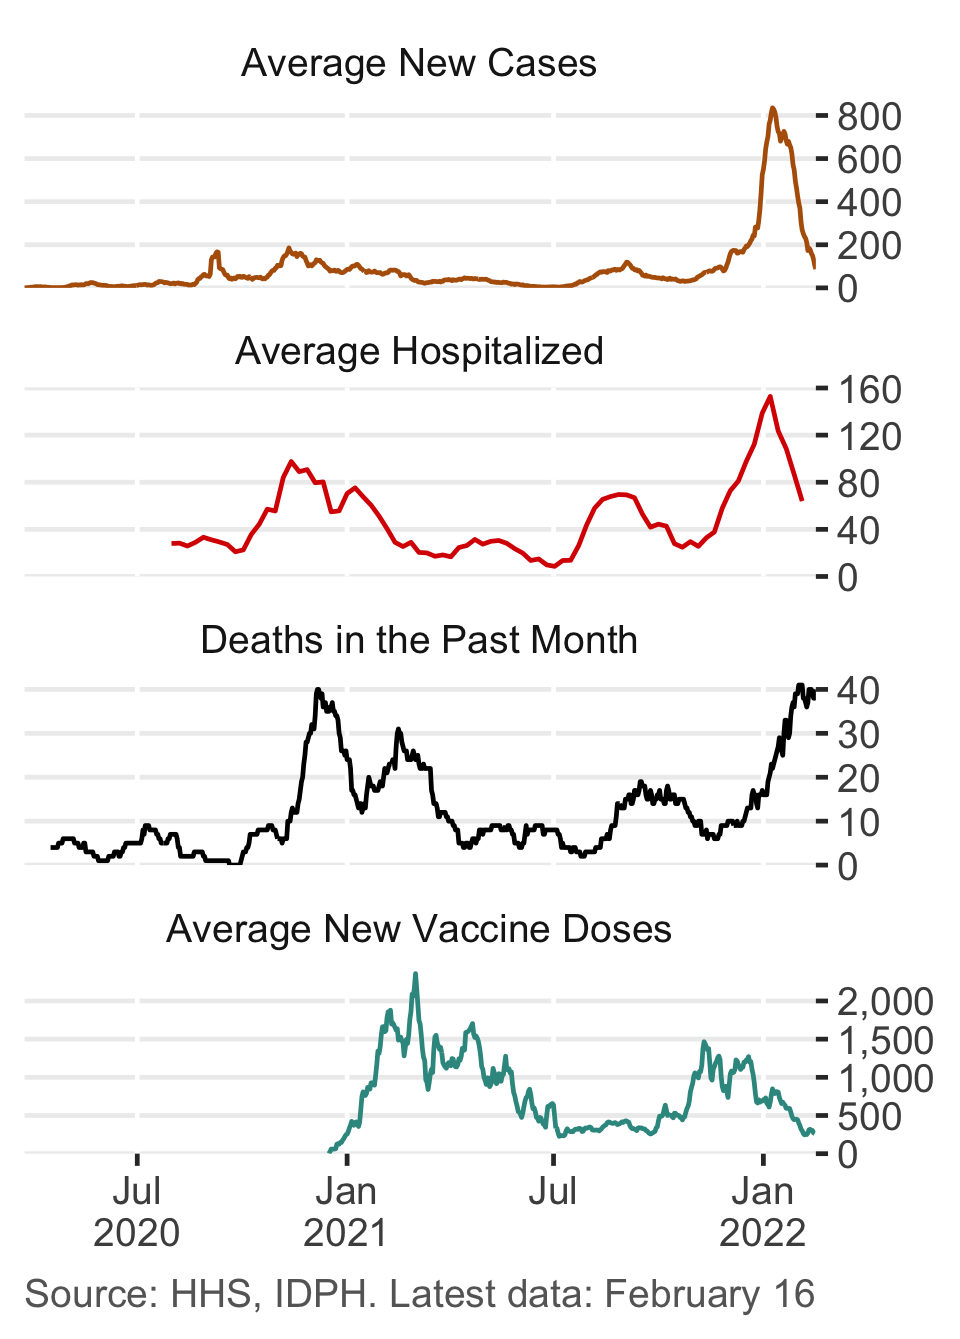 Average New Cases
800
600
400
200
0
Average Hospitalized
160
120
80
40
0
Deaths in the Past Month
40
30
20
10
0
Average New Vaccine Doses
2,000
1,500
1,000
500
0
Jul Jan Jul Jan
2020 2021 2022
Source: HHS, IDPH. Latest data: February 16